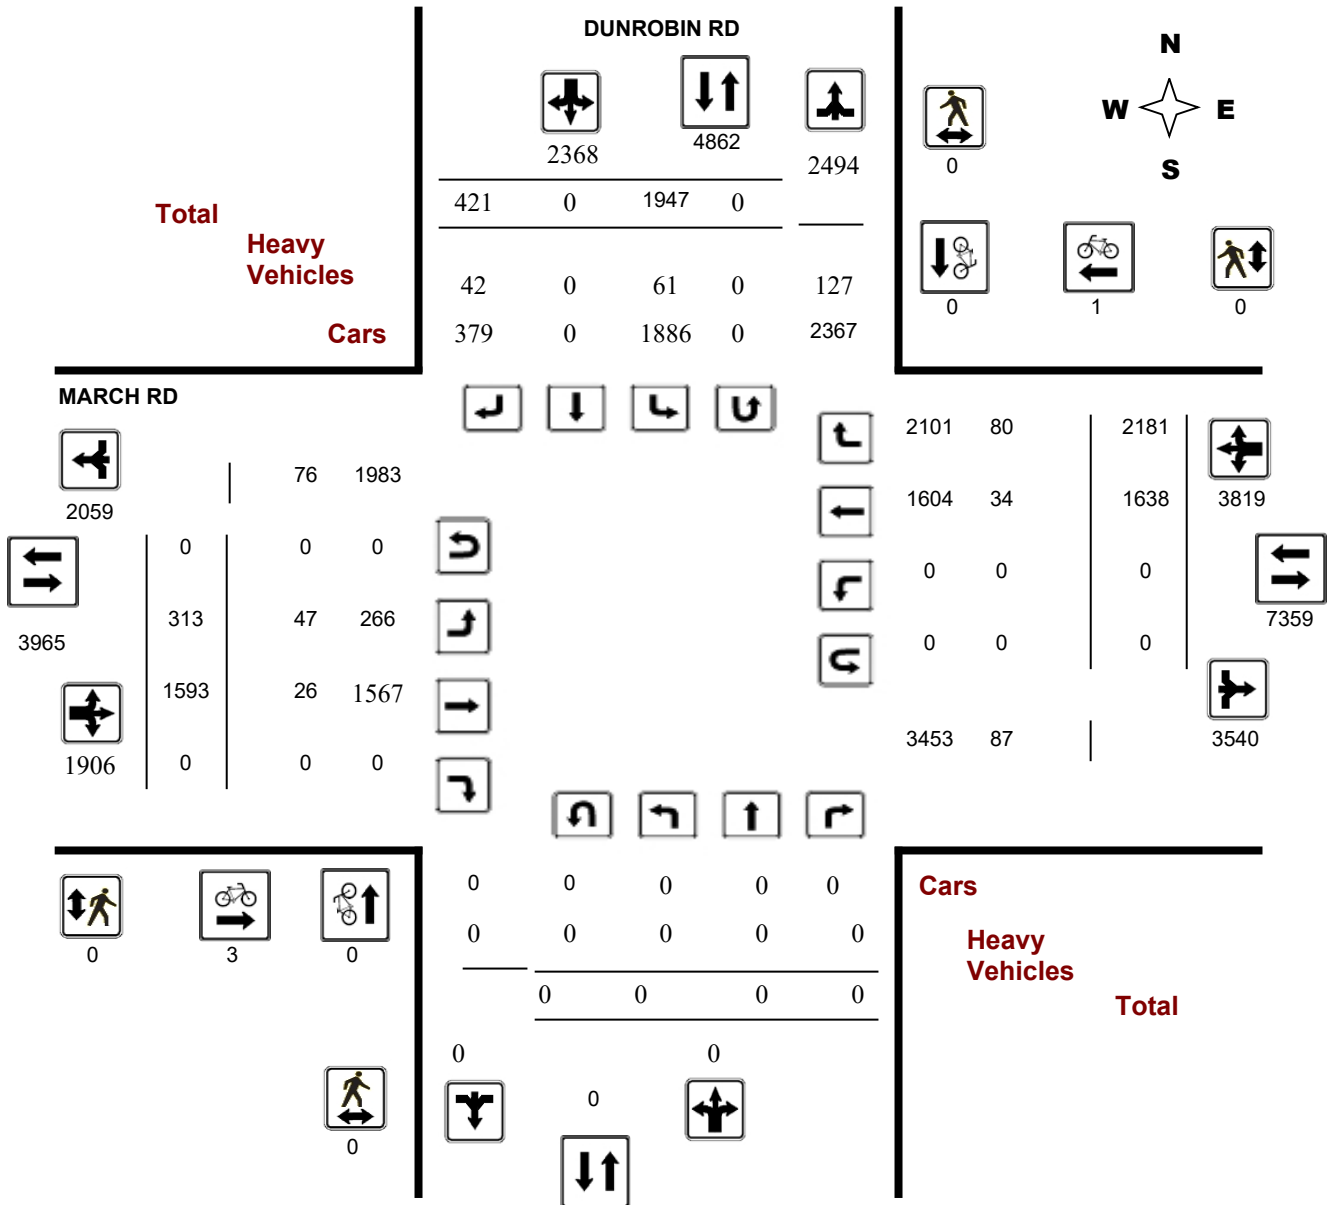 DUNROBIN RD
N
W E
S
2368 4862 2494 0
421 0 1947 0
Total
Heavy
Vehicles
42 0 61 0 127
0 1 0
Cars
379 0 1886 0 2367
MARCH RD
2101 80 2181
76 1983
2059
1604 34 1638 3819
0 0 0
0 0 0
7359
313 47 266
3965
0 0 0
1593 26 1567
3453 87 3540
1906 0 0 0
0 0 0 0 0
Cars
0 0 0 0 0
Heavy
Vehicles
0 3 0
0 0 0 0
Total
0 0
0
0